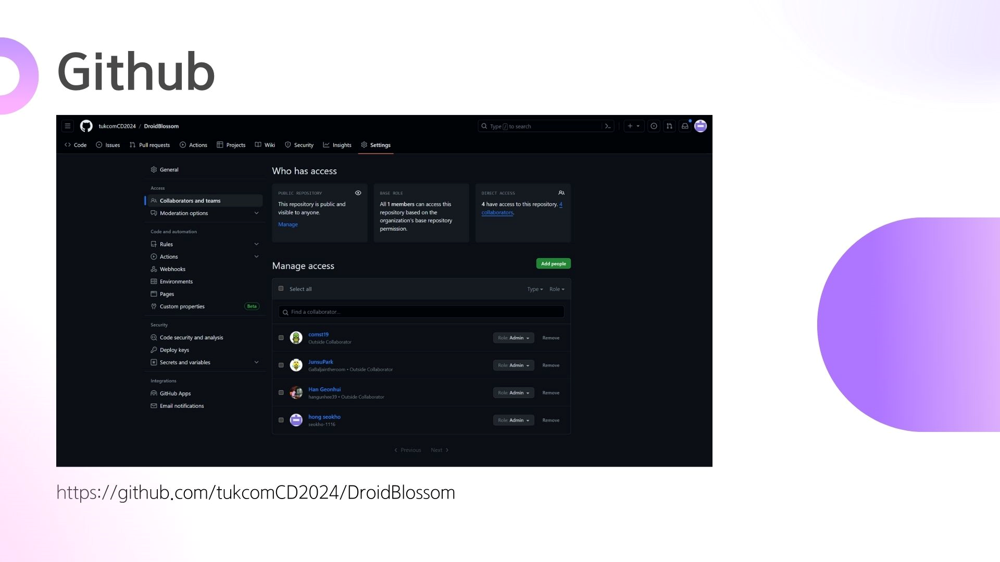 Github
tukcomCD2024 / DroidBlossom
Type / to search
Code Issues Pull requests Actions Projects Wiki Security Insights Settings
General
Access
Collaborators and teams
Moderation options
Code and automation
Rules
Actions
Webhooks
Environments
Pages
Custom properties Beta
Security
Code security and analysis
Deploy keys
Secrets and variables
Integrations
GitHub Apps
Email notifications
Who has access
PUBLIC REPOSITORY
This repository is public and
visible to anyone.
Manage
BASE ROLE
All 1 members can access this
repository based on the
organization's base repository
permission.
DIRECT ACCESS
4 have access to this repository. 4
collaborators.
Manage access
Add people
Select all Type Role
Find a collaborator...
comst19
Outside Collaborator
Role: Admin Remove
JunsuPark
GaBaljaintheroom • Outside Collaborator
Role: Admin Remove
Han Geonhui
hangunhee39 • Outside Collaborator
Role: Admin Remove
hong seokho
seokho-1116
Role: Admin Remove
Previous Next
https://github.com/tukcomCD2024/DroidBlossom